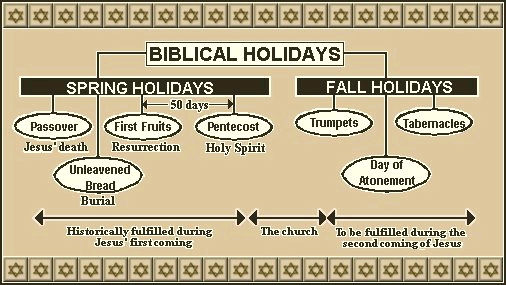 BIBLICAL HOLIDAYS
SPRING HOLIDAYS
FALL HOLIDAYS
50 days
Passover
First Fruits
Pentecost
Trumpets
Tabernacles
Jesus' death
Resurrection
Holy Spirit
Unleavened
Bread
Burial
Day of
Atonement
Historically fulfilled during
Jesus' first coming
The church
To be fulfilled during the
second coming of Jesus